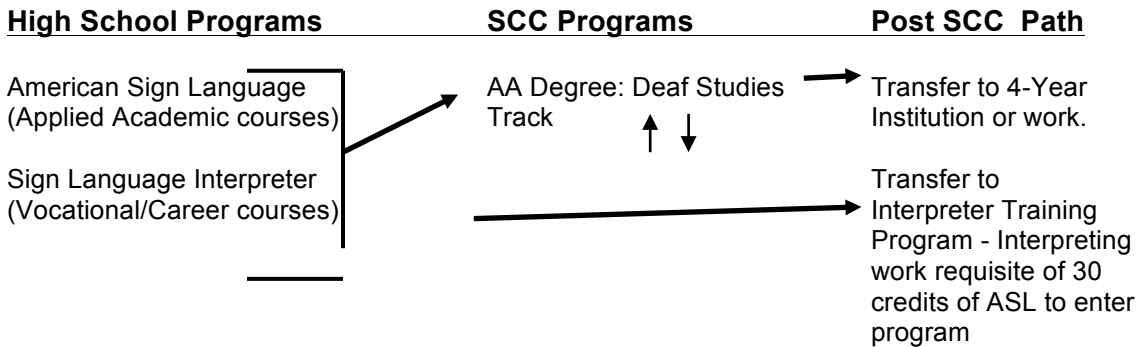 High School Programs SCC Programs Post SCC Path
American Sign Language
(Applied Academic courses)
Sign Language Interpreter
(Vocational/Career courses)
AA Degree: Deaf Studies
Track
Transfer to 4-Year
Institution or work.
Transfer to
Interpreter Training
Program - Interpreting
work requisite of 30
credits of ASL to enter
program